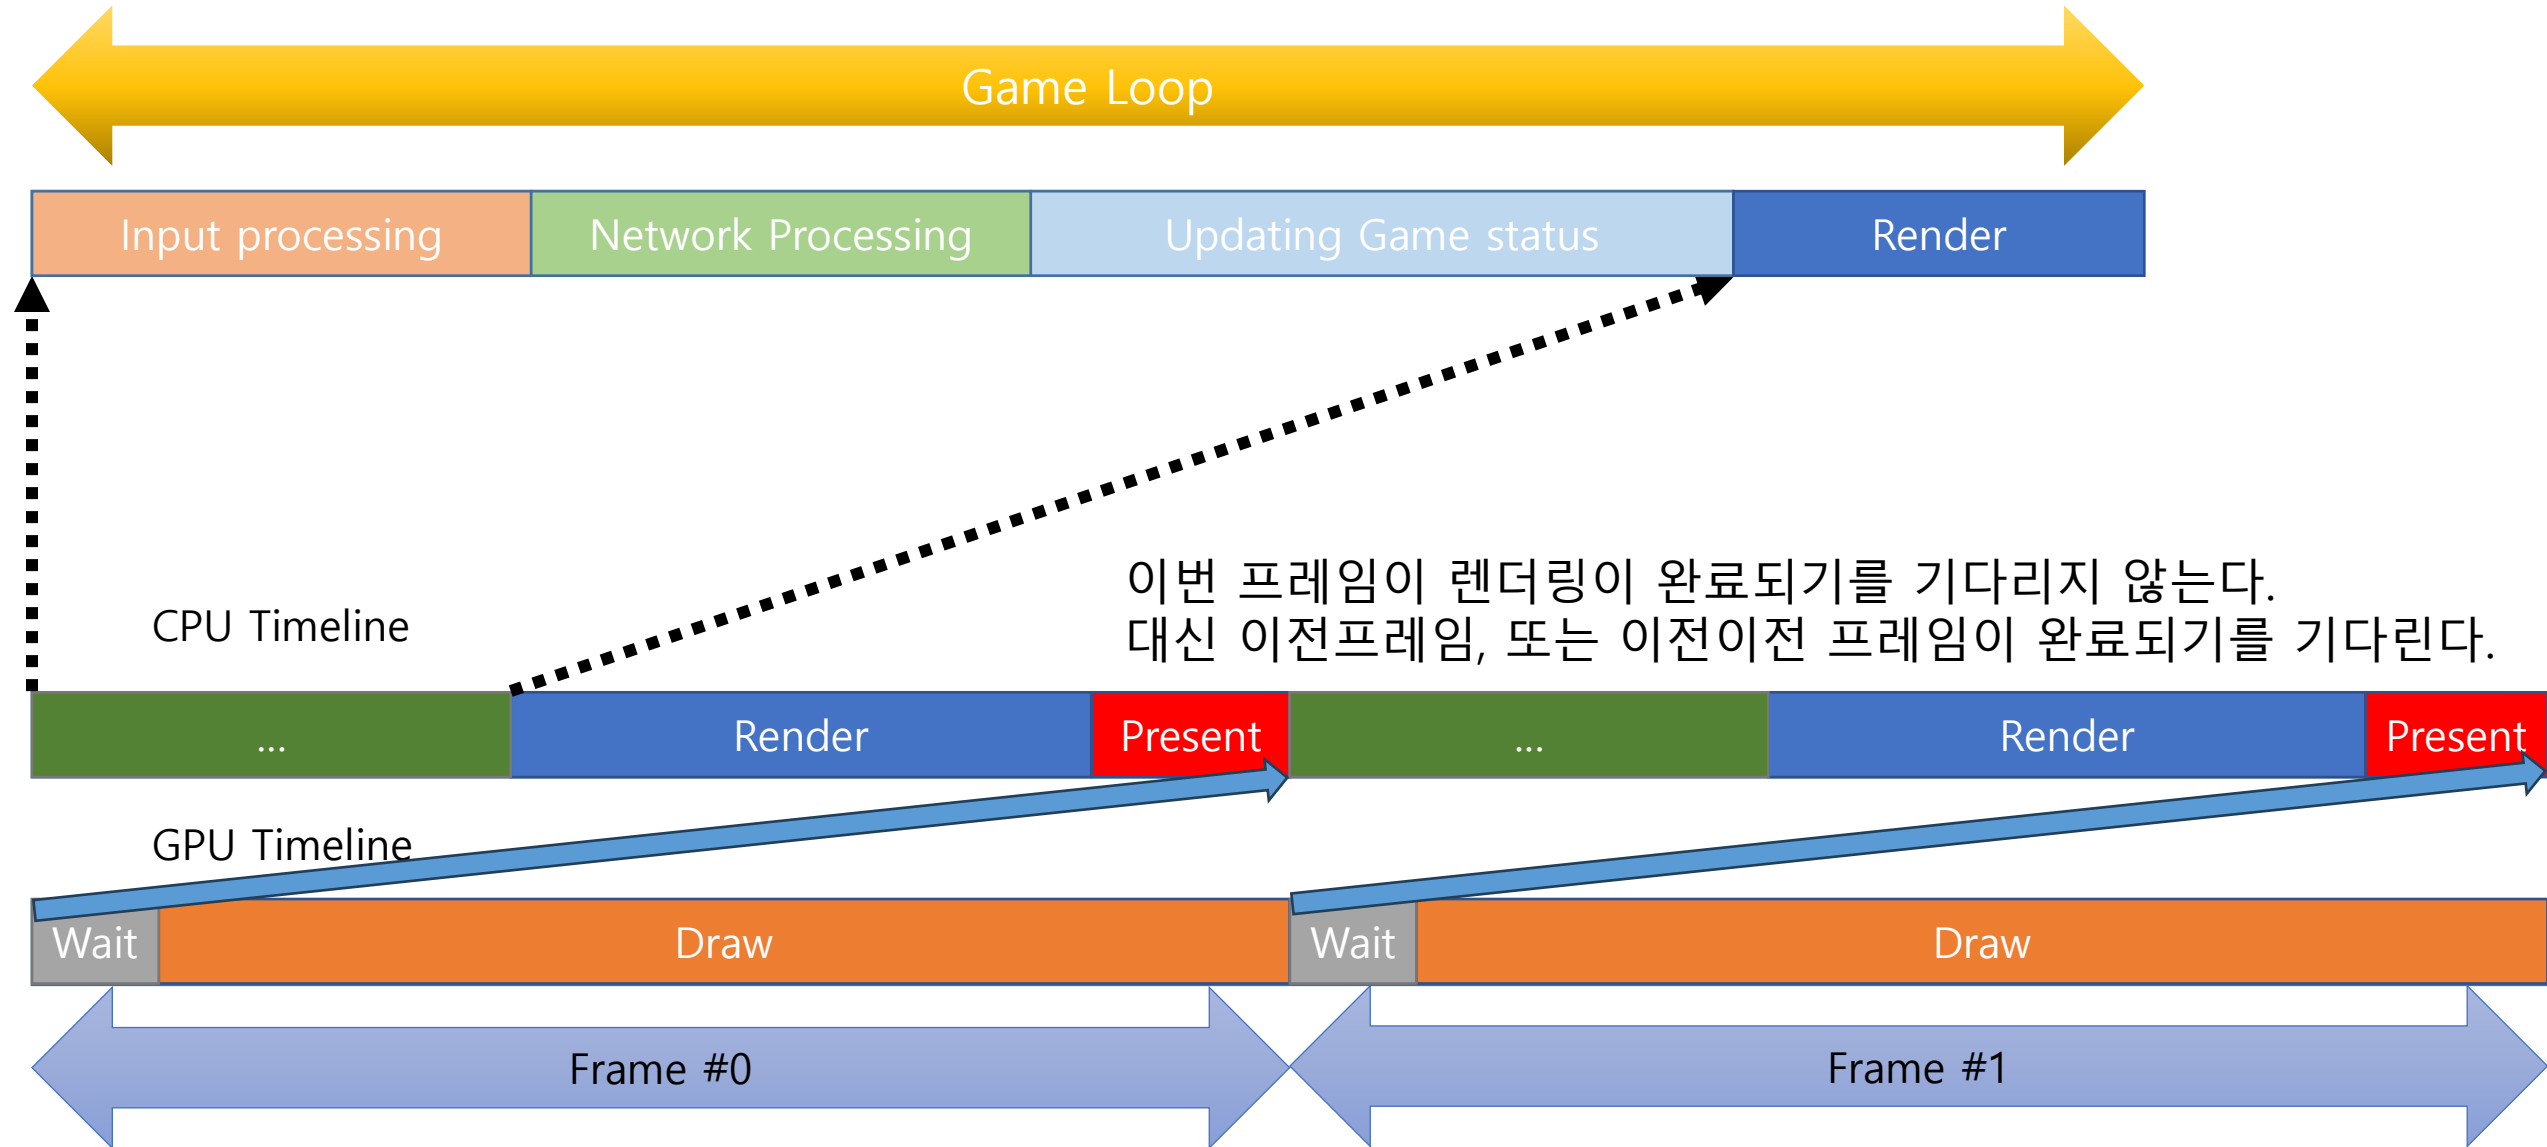 Game Loop
Input processing
Network Processing
Updating Game status
Render
이번 프레임이 렌더링이 완료되기를 기다리지 않는다.
대신 이전프레임, 또는 이전이전 프레임이 완료되기를 기다린다.
CPU Timeline
...
Render
Present
...
Render
Present
GPU Timeline
Wait
Draw
Wait
Draw
Frame #0
Frame #1